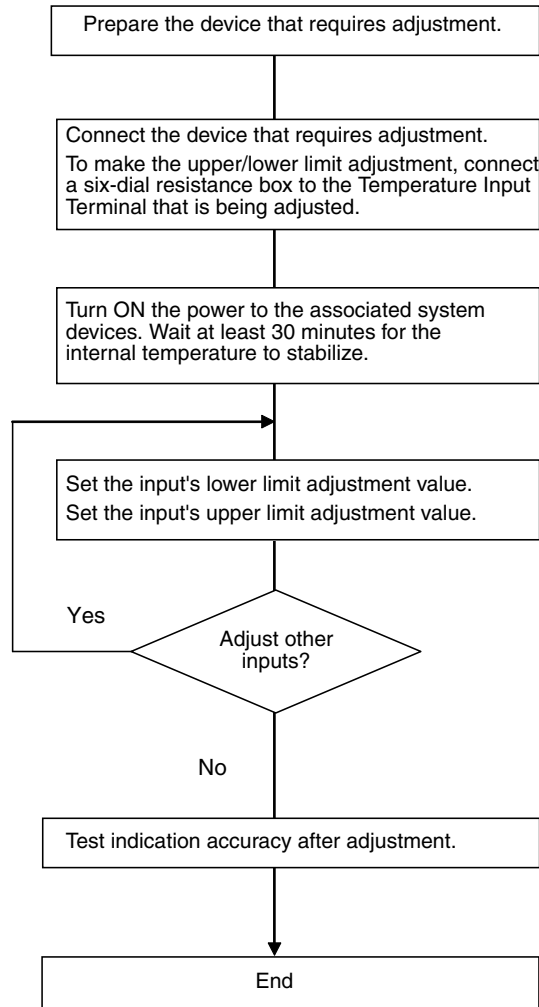 Prepare the device that requires adjustment.
Connect the device that requires adjustment.
To make the upper/lower limit adjustment, connect
a six-dial resistance box to the Temperature Input
Terminal that is being adjusted.
Turn ON the power to the associated system
devices. Wait at least 30 minutes for the
internal temperature to stabilize.
Set the input's lower limit adjustment value.
Set the input's upper limit adjustment value.
Yes
Adjust other
inputs?
No
Test indication accuracy after adjustment.
End